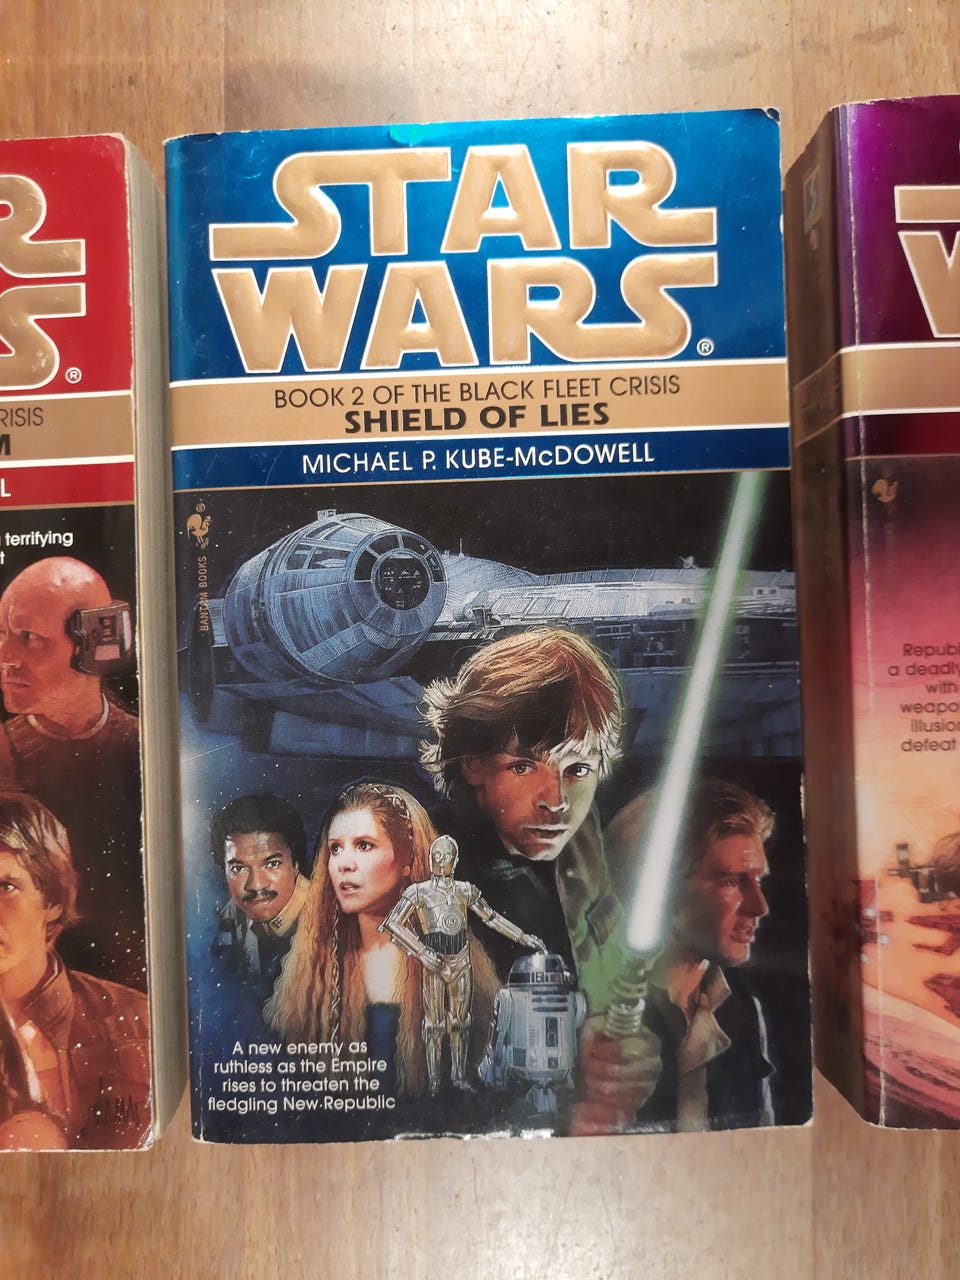 R
S®
CRISIS
M
L
terrifying
t
STAR
WARS®
BOOK 2 OF THE BLACK FLEET CRISIS
SHIELD OF LIES
MICHAEL P. KUBE-McDOWELL
BANTAM BOOKS
A new enemy as
ruthless as the Empire
rises to threaten the
fledgling New Republic
W
Republ
a deadly
with
weapo
illusio
defeat